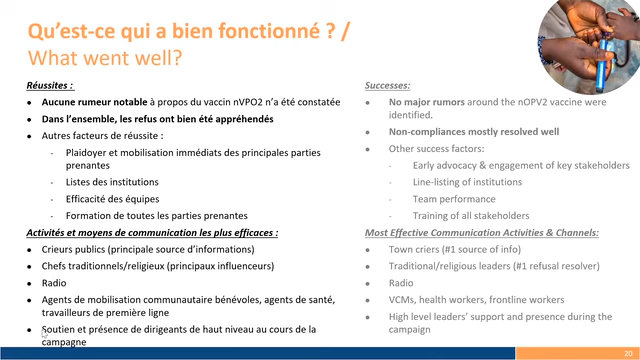 Qu'est-ce qui a bien fonctionné ? /
What went well?
Réussites :
● Aucune rumeur notable à propos du vaccin nVPO2 n'a été constatée
● Dans l'ensemble, les refus ont bien été appréhendés
● Autres facteurs de réussite :
- Plaidoyer et mobilisation immédiats des principales parties
prenantes
- Listes des institutions
- Efficacité des équipes
- Formation de toutes les parties prenantes
Activités et moyens de communication les plus efficaces :
● Crieurs publics (principale source d'informations)
● Chefs traditionnels/religieux (principaux influenceurs)
● Radio
● Agents de mobilisation communautaire bénévoles, agents de santé,
travailleurs de première ligne
● Soutien et présence de dirigeants de haut niveau au cours de la
campagne
Successes:
● No major rumors around the nOPV2 vaccine were
identified.
● Non-compliances mostly resolved well
● Other success factors:
- Early advocacy & engagement of key stakeholders
- Line-listing of institutions
- Team performance
- Training of all stakeholders
Most Effective Communication Activities & Channels:
● Town criers (#1 source of info)
● Traditional/religious leaders (#1 refusal resolver)
● Radio
● VCMs, health workers, frontline workers
● High level leaders' support and presence during the
campaign
20